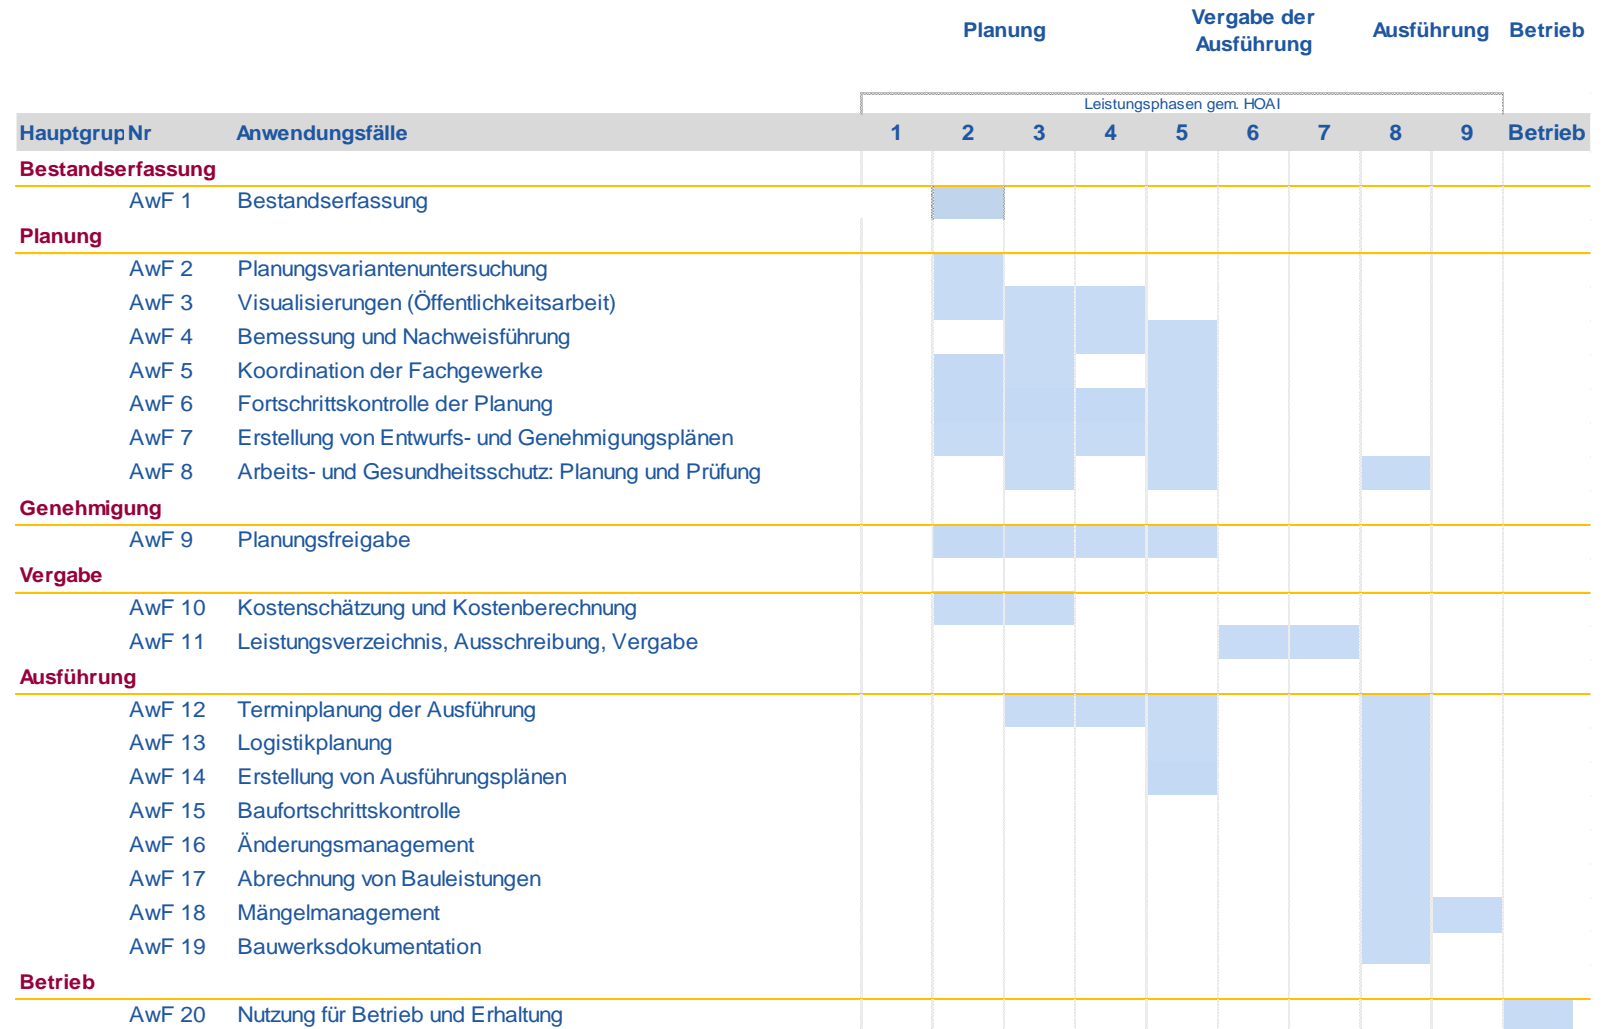 Planung
Vergabe der
Ausführung
Ausführung
Betrieb
Leistungsphasen gem. HOAI
Hauptgrup Nr Anwendungsfälle 1 2 3 4 5 6 7 8 9 Betrieb
Bestandserfassung
AwF 1 Bestandserfassung
Planung
AwF 2 Planungsvariantenuntersuchung
AwF 3 Visualisierungen (Öffentlichkeitsarbeit)
AwF 4 Bemessung und Nachweisführung
AwF 5 Koordination der Fachgewerke
AwF 6 Fortschrittskontrolle der Planung
AwF 7 Erstellung von Entwurfs- und Genehmigungsplänen
AwF 8 Arbeits- und Gesundheitsschutz: Planung und Prüfung
Genehmigung
AwF 9 Planungsfreigabe
Vergabe
AwF 10 Kostenschätzung und Kostenberechnung
AwF 11 Leistungsverzeichnis, Ausschreibung, Vergabe
Ausführung
AwF 12 Terminplanung der Ausführung
AwF 13 Logistikplanung
AwF 14 Erstellung von Ausführungsplänen
AwF 15 Baufortschrittskontrolle
AwF 16 Änderungsmanagement
AwF 17 Abrechnung von Bauleistungen
AwF 18 Mängelmanagement
AwF 19 Bauwerksdokumentation
Betrieb
AwF 20 Nutzung für Betrieb und Erhaltung